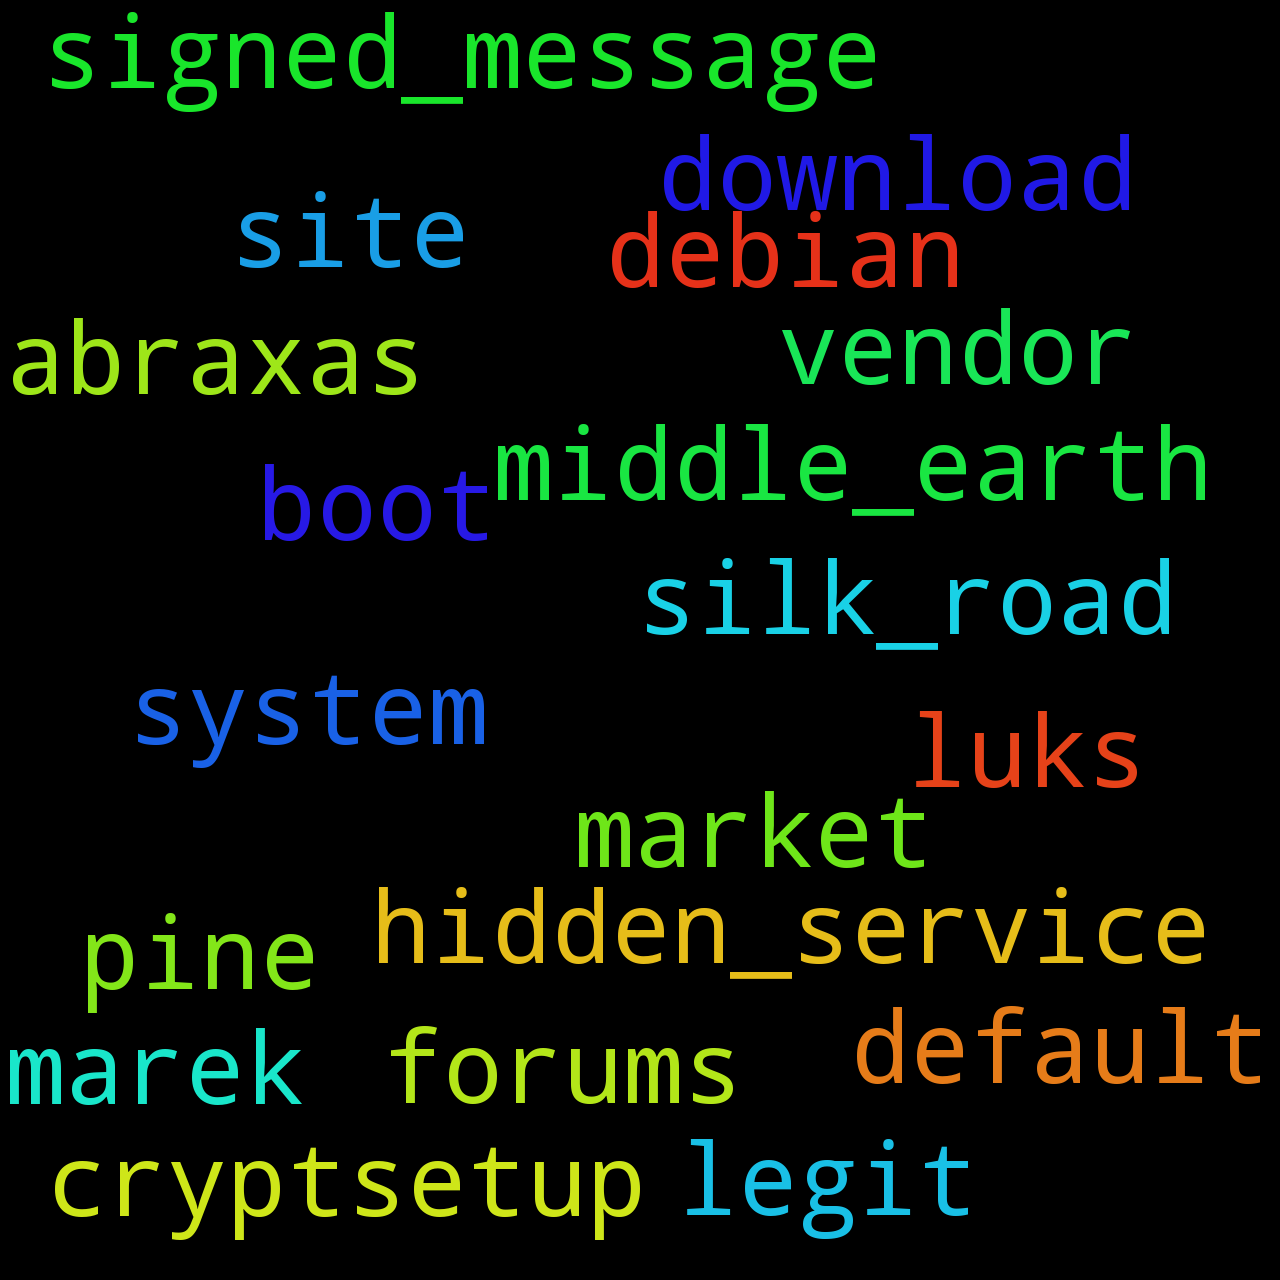 signed_message
download
site
debian
vendor
abraxas
middle_earth
boot
silk_road
system
luks
market
hidden_service
pine
default
marek
forums
cryptsetup
legit